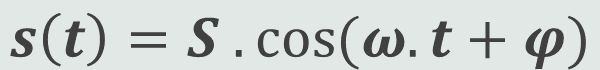 s(t) = S . cos(ω. t + φ)